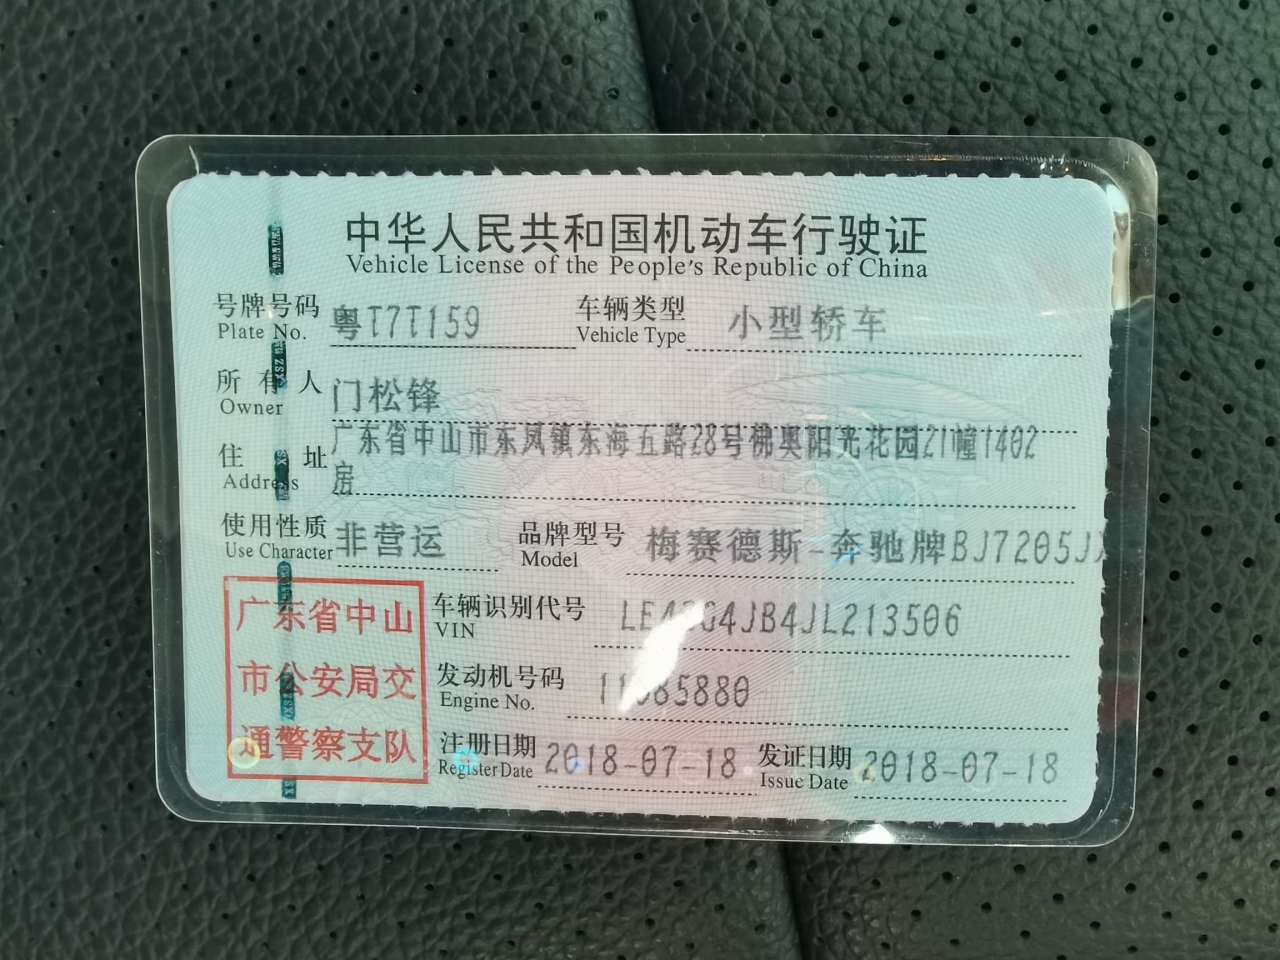 中华人民共和国机动车行驶证
Vehicle License of the People's Republic of China
号牌号码 粤T7T159 车辆类型 小型轿车
Plate No. Vehicle Type
所有人 门松锋
Owner
住址 广东省中山市东凤镇东海五路28号佛奥阳光花园21幢1402
Address 房
使用性质 非营运 品牌型号 梅赛德斯-奔驰牌BJ7205J
Use Character Model
广东省中山
市公安局交
通警察支队
车辆识别代号
VIN
发动机号码
Engine No.
注册日期 2018-07-18 发证日期 2018-07-18
Register Date Issue Date